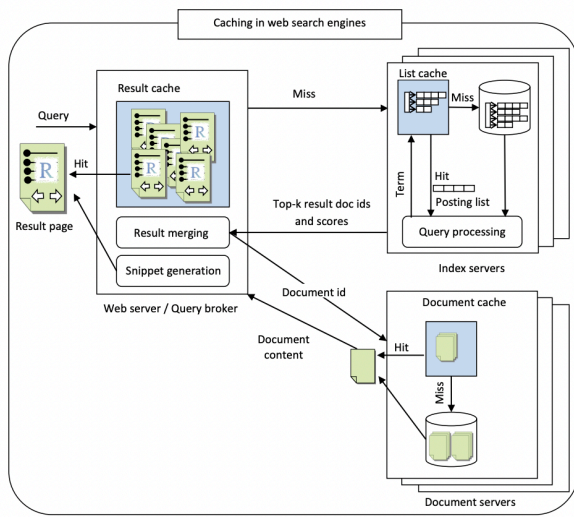 Caching in web search engines
Query
Result cache
R
R
R
R
R
Hit
R
Result page
Result merging
Snippet generation
Web server / Query broker
Miss
Top-k result doc ids
and scores
List cache
Miss
Term
Hit
Posting list
Query processing
Index servers
Document id
Document
content
Document cache
Hit
Miss
Document servers